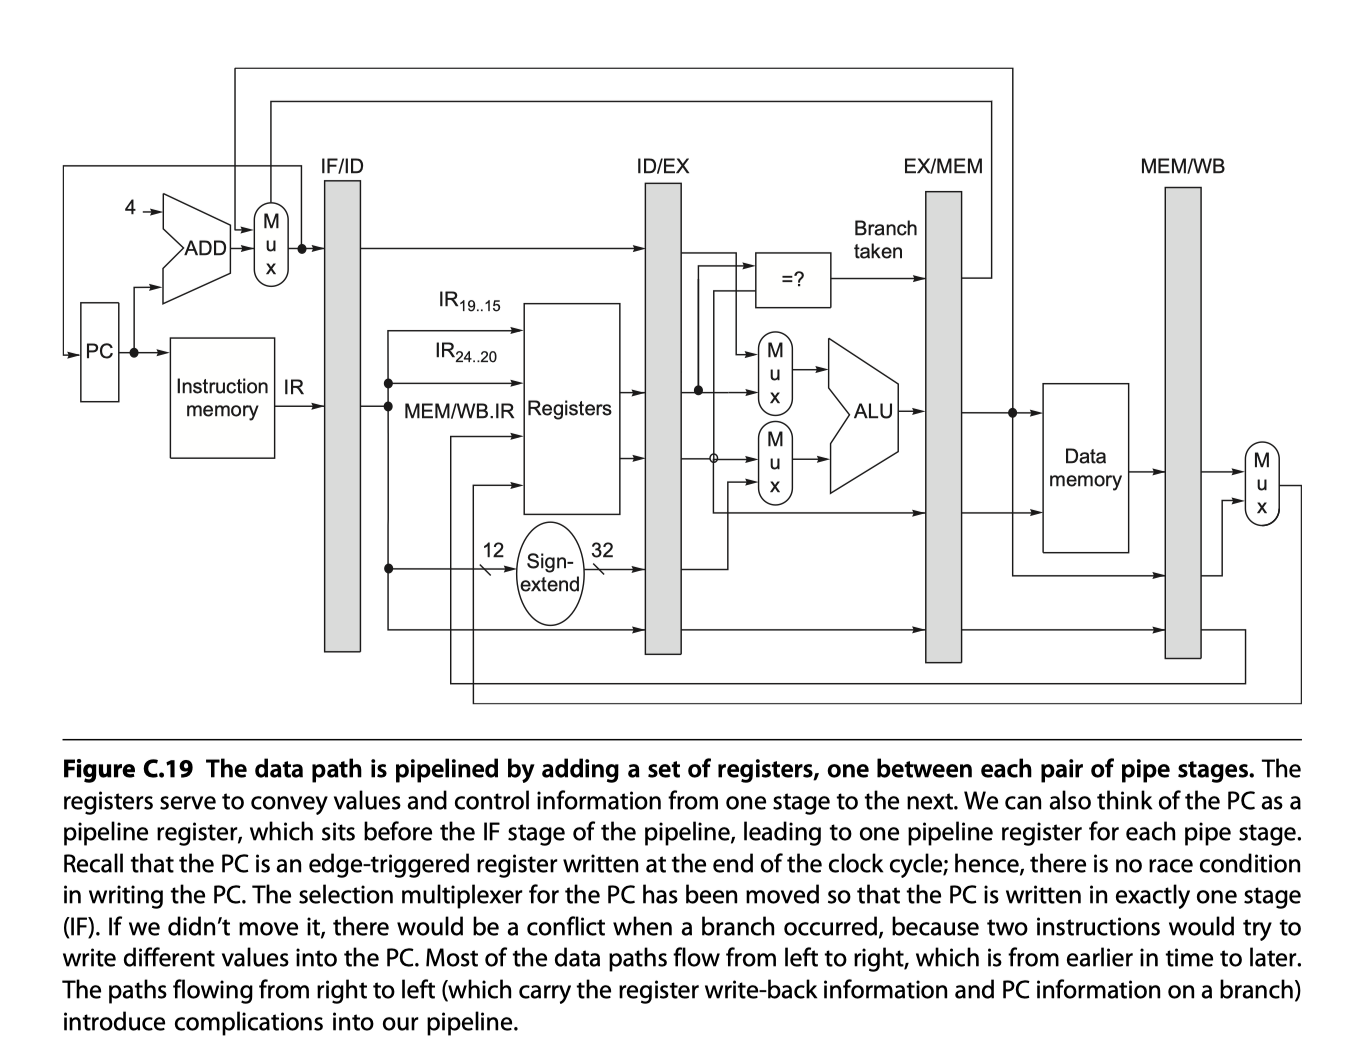 IF/ID
ID/EX
EX/MEM
MEM/WB
4
ADD
M
u
x
Branch
taken
=?
PC
Instruction
memory
IR
IR19..15
IR24..20
MEM/WB.IR
Registers
M
u
x
M
u
x
ALU
Data
memory
M
u
x
12
Sign-
extend
32
Figure C.19 The data path is pipelined by adding a set of registers, one between each pair of pipe stages. The
registers serve to convey values and control information from one stage to the next. We can also think of the PC as a
pipeline register, which sits before the IF stage of the pipeline, leading to one pipeline register for each pipe stage.
Recall that the PC is an edge-triggered register written at the end of the clock cycle; hence, there is no race condition
in writing the PC. The selection multiplexer for the PC has been moved so that the PC is written in exactly one stage
(IF). If we didn't move it, there would be a conflict when a branch occurred, because two instructions would try to
write different values into the PC. Most of the data paths flow from left to right, which is from earlier in time to later.
The paths flowing from right to left (which carry the register write-back information and PC information on a branch)
introduce complications into our pipeline.